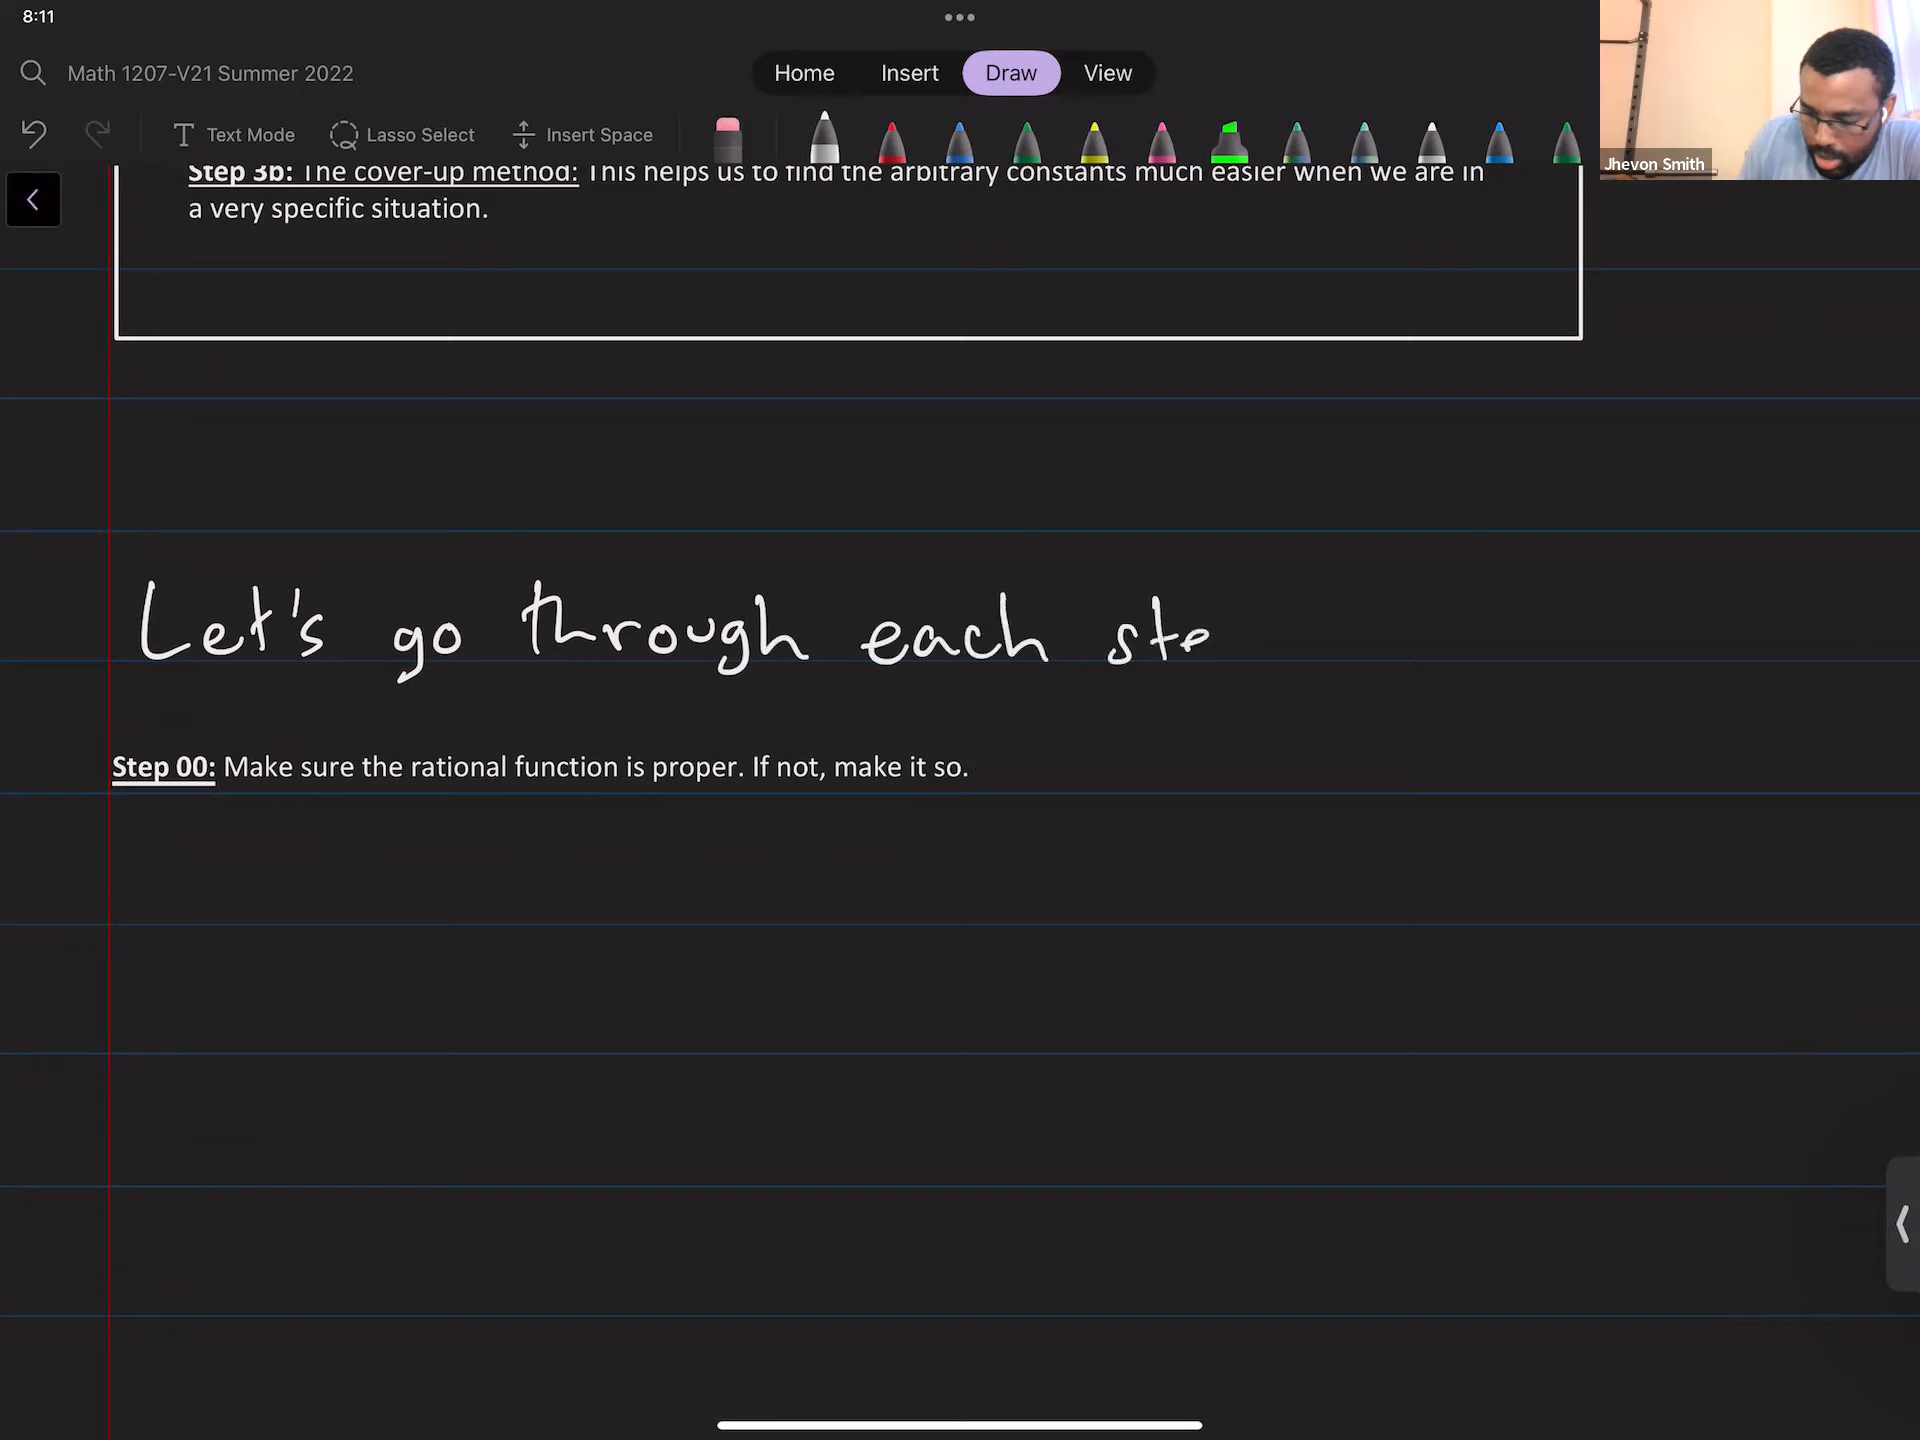 8:11
Math 1207-V21 Summer 2022
Home Insert Draw View
Text Mode Lasso Select Insert Space
Jhevon Smith
Step 3b: The cover-up method: This helps us to find the arbitrary constants much easier when we are in
a very specific situation.
Let's go through each ste
Step 00: Make sure the rational function is proper. If not, make it so.